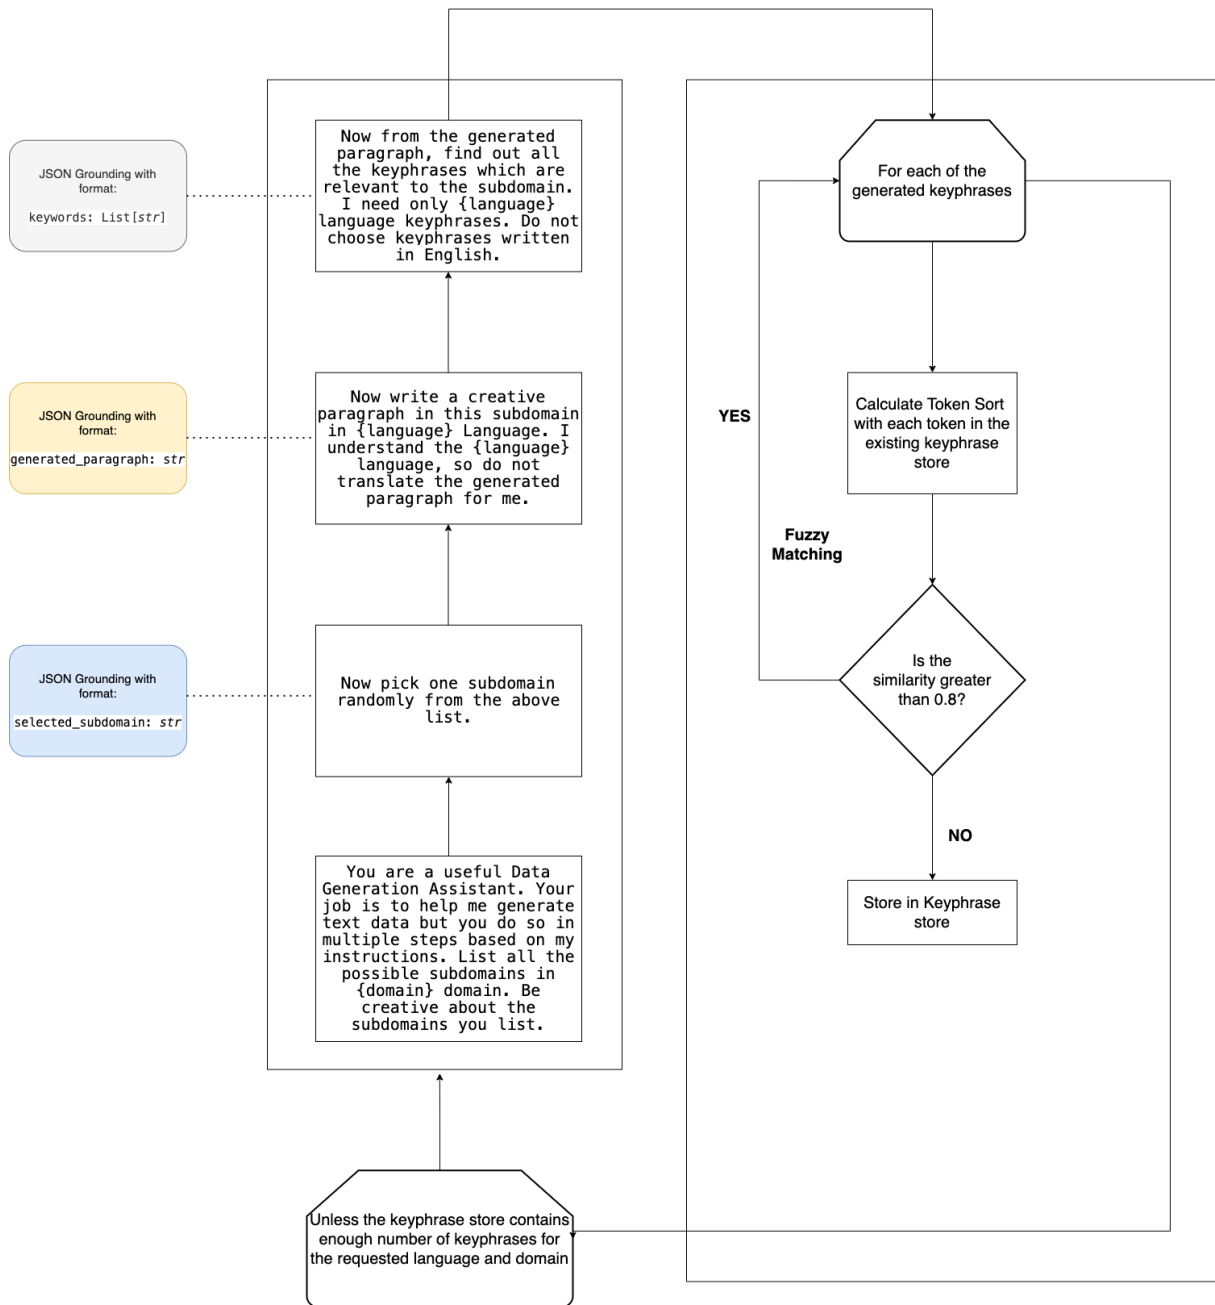 Now from the generated
paragraph, find out all
the keyphrases which are
relevant to the subdomain.
I need only {language}
language keyphrases. Do not
choose keyphrases written
in English.
JSON Grounding with
format:
keywords: List[str]
For each of the
generated keyphrases
Now write a creative
paragraph in this subdomain
in {language} Language. I
understand the {language}
language, so do not
translate the generated
paragraph for me.
JSON Grounding with
format:
generated_paragraph: str
YES
Calculate Token Sort
with each token in the
existing keyphrase
store
Fuzzy
Matching
Now pick one subdomain
randomly from the above
list.
JSON Grounding with
format:
selected_subdomain: str
Is the
similarity greater
than 0.8?
NO
You are a useful Data
Generation Assistant. Your
job is to help me generate
text data but you do so in
multiple steps based on my
instructions. List all the
possible subdomains in
{domain} domain. Be
creative about the
subdomains you list.
Store in Keyphrase
store
Unless the keyphrase store contains
enough number of keyphrases for
the requested language and domain